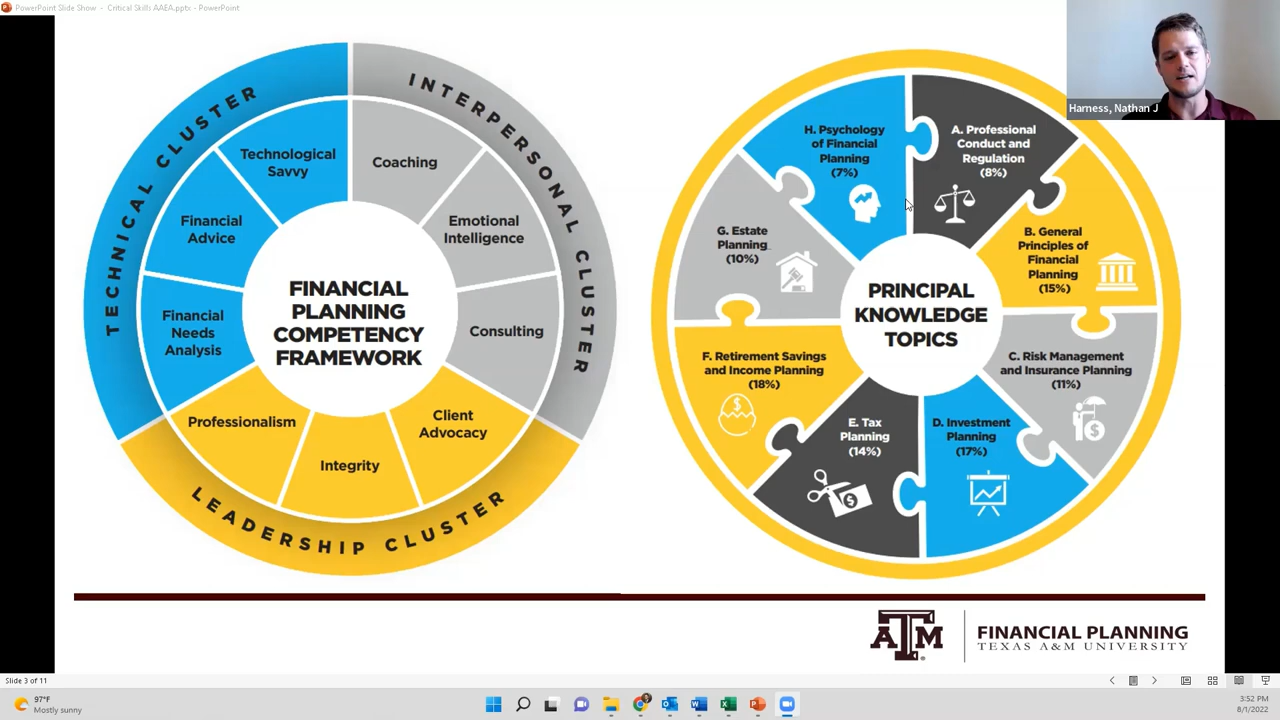 PowerPoint Slide Show - Critical Skills AAEA.pptx - PowerPoint
TECHNICAL CLUSTER
INTERPERSONAL CLUSTER
LEADERSHIP CLUSTER
Technological
Savvy
Coaching
Financial
Advice
Emotional
Intelligence
Financial
Needs
Analysis
Consulting
Professionalism
Client
Advocacy
Integrity
FINANCIAL
PLANNING
COMPETENCY
FRAMEWORK
H. Psychology
of Financial
Planning
(7%)
A. Professional
Conduct and
Regulation
(8%)
G. Estate
Planning
(10%)
B. General
Principles of
Financial
Planning
(15%)
PRINCIPAL
KNOWLEDGE
TOPICS
F. Retirement Savings
and Income Planning
(18%)
$
C. Risk Management
and Insurance Planning
(11%)
$
E. Tax
Planning
(14%)
$
D. Investment
Planning
(17%)
Harness, Nathan J
ATM
FINANCIAL PLANNING
TEXAS A&M UNIVERSITY
Slide 3 of 11
97°F
Mostly sunny
3:52 PM
8/1/2022